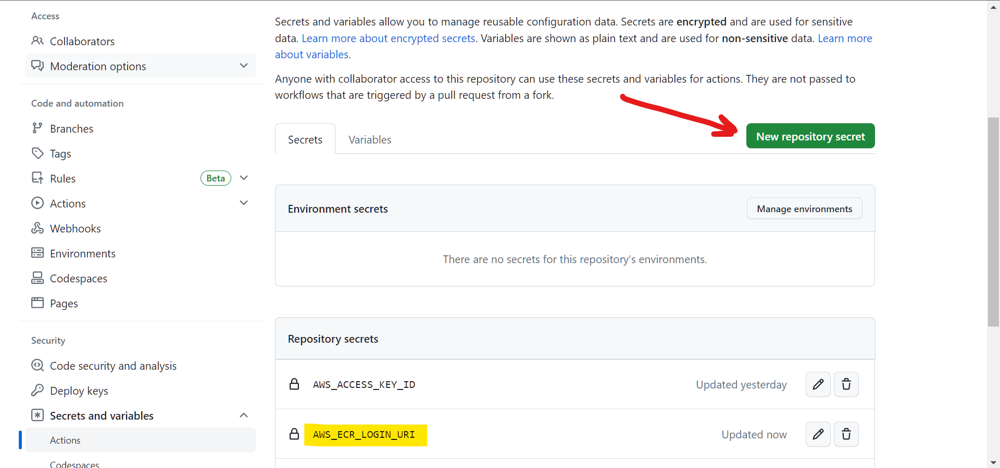 Access
Collaborators
Moderation options
Code and automation
Branches
Tags
Rules Beta
Actions
Webhooks
Environments
Codespaces
Pages
Security
Code security and analysis
Deploy keys
Secrets and variables
Actions
Codespaces
Secrets and variables allow you to manage reusable configuration data. Secrets are encrypted and are used for sensitive
data. Learn more about encrypted secrets. Variables are shown as plain text and are used for non-sensitive data. Learn more
about variables.
Anyone with collaborator access to this repository can use these secrets and variables for actions. They are not passed to
workflows that are triggered by a pull request from a fork.
Secrets Variables New repository secret
Environment secrets Manage environments
There are no secrets for this repository’s environments.
Repository secrets
AWS_ACCESS_KEY_ID Updated yesterday
AWS_ECR_LOGIN_URI Updated now